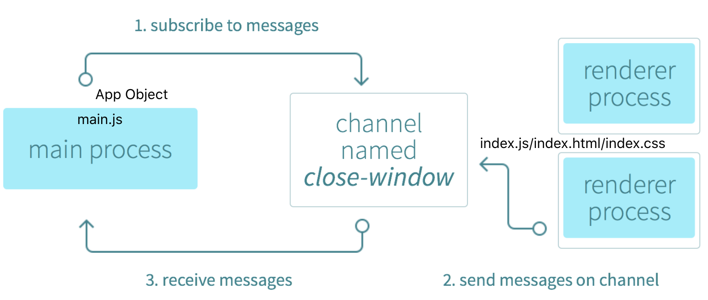 1. subscribe to messages
App Object
main.js
main process
channel
named
close-window
renderer
process
index.js/index.html/index.css
renderer
process
3. receive messages
2. send messages on channel